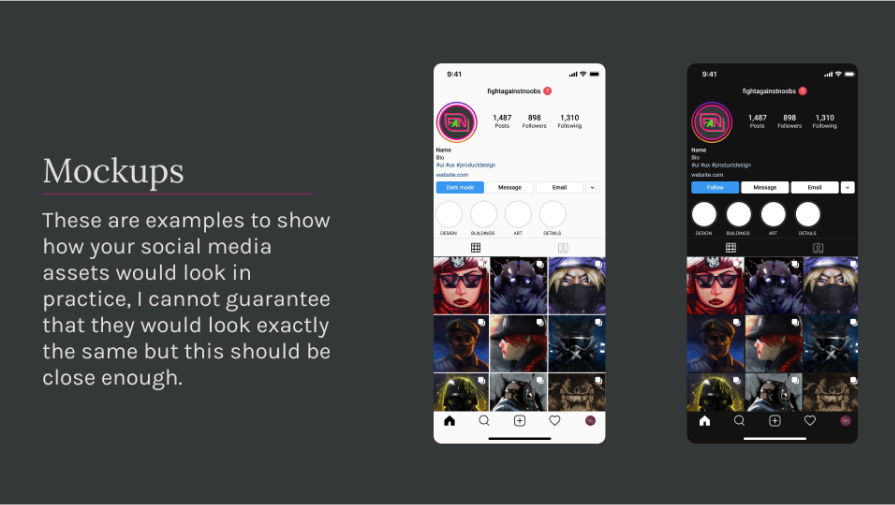 Mockups
These are examples to show
how your social media
assets would look in
practice, I cannot guarantee
that they would look exactly
the same but this should be
close enough.
9:41
fightagainstnoobs 7
FAN
1,487 898 1,310
Posts Followers Following
Name
Bio
#ui #ux #productdesign
website.com
Dark mode Message Email
DESIGN BUILDINGS ART DETAILS
9:41
fightagainstnoobs 7
FAN
1,487 898 1,310
Posts Followers Following
Name
Bio
#ui #ux #productdesign
website.com
Follow Message Email
DESIGN BUILDINGS ART DETAILS